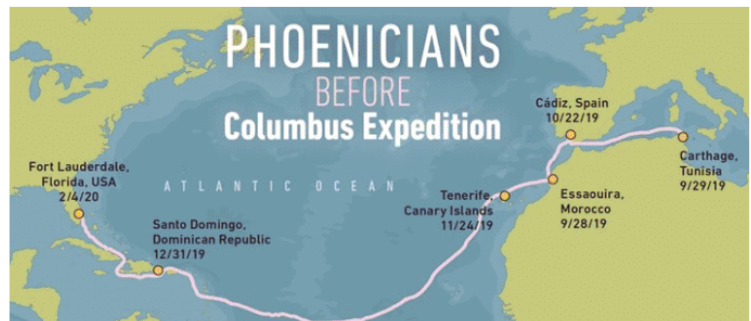 PHOENICIANS
BEFORE
Columbus Expedition
Cádiz, Spain
10/22/19
Carthage,
Tunisia
9/29/19
Fort Lauderdale,
Florida, USA
2/4/20
ATLANTIC OCEAN
Tenerife,
Canary Islands
11/24/19
Essaouira,
Morocco
9/28/19
Santo Domingo,
Dominican Republic
12/31/19